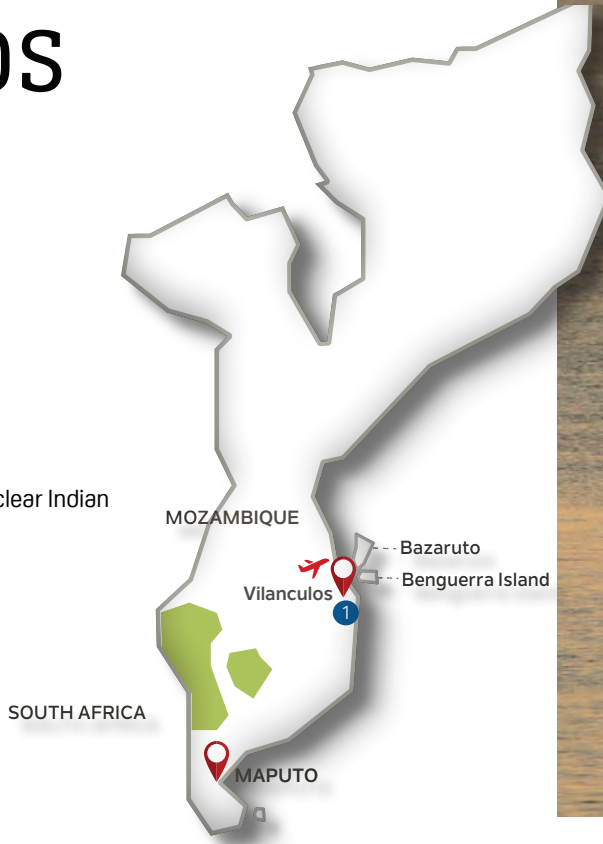 OS
clear Indian
MOZAMBIQUE
Bazaruto
Benguerra Island
Vilanculos
1
SOUTH AFRICA
MAPUTO